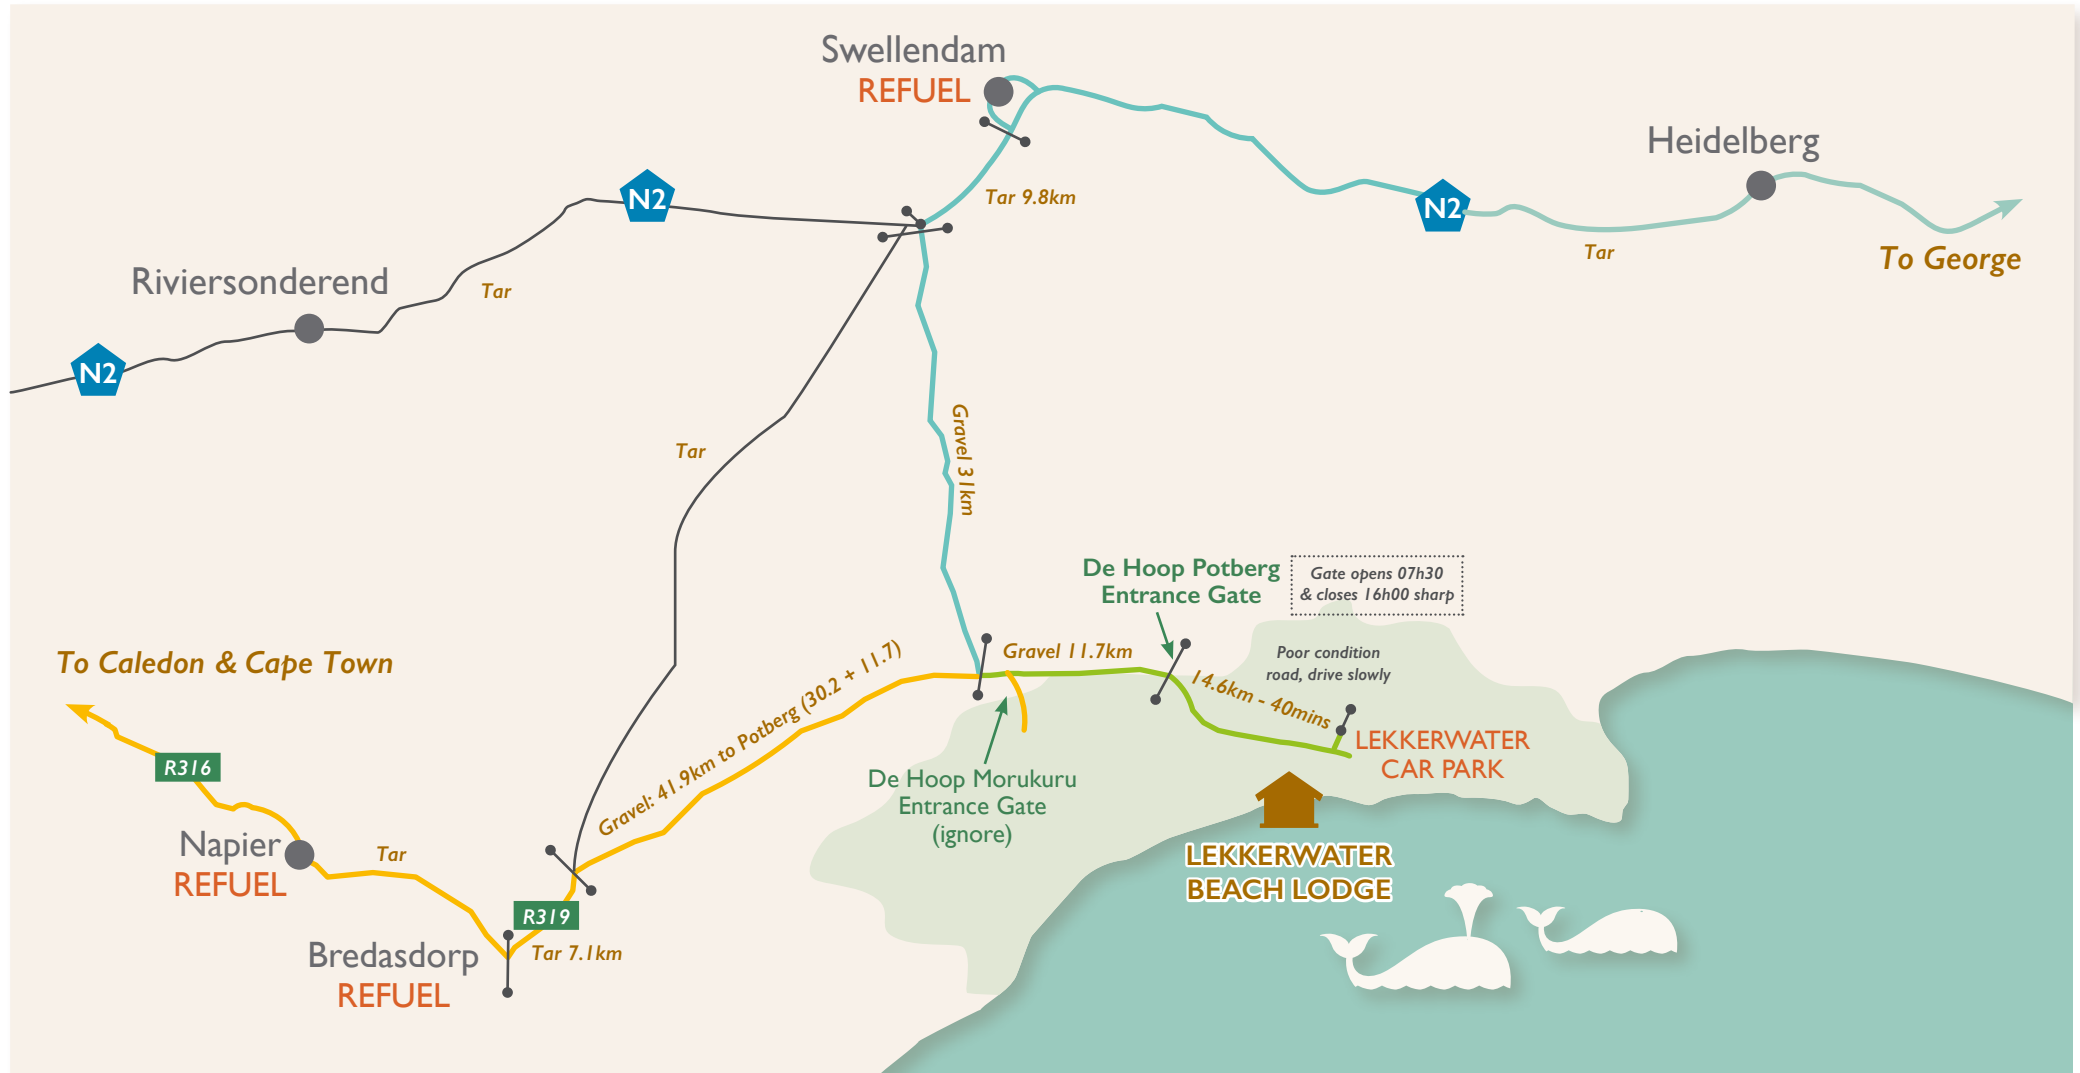 Swellendam
REFUEL
Heidelberg
N2
Tar 9.8km
N2
Tar
To George
Riviersonderend
Tar
N2
Gravel 31km
Tar
De Hoop Potberg
Entrance Gate
Gate opens 07h30
& closes 16h00 sharp
To Caledon & Cape Town
Gravel 11.7km
Poor condition
road, drive slowly
14.6km - 40mins
Gravel: 41.9km to Potberg (30.2 + 11.7)
R316
LEKKERWATER
CAR PARK
De Hoop Morukuru
Entrance Gate
(ignore)
Napier
REFUEL
Tar
LEKKERWATER
BEACH LODGE
R319
Bredasdorp
REFUEL
Tar 7.1km